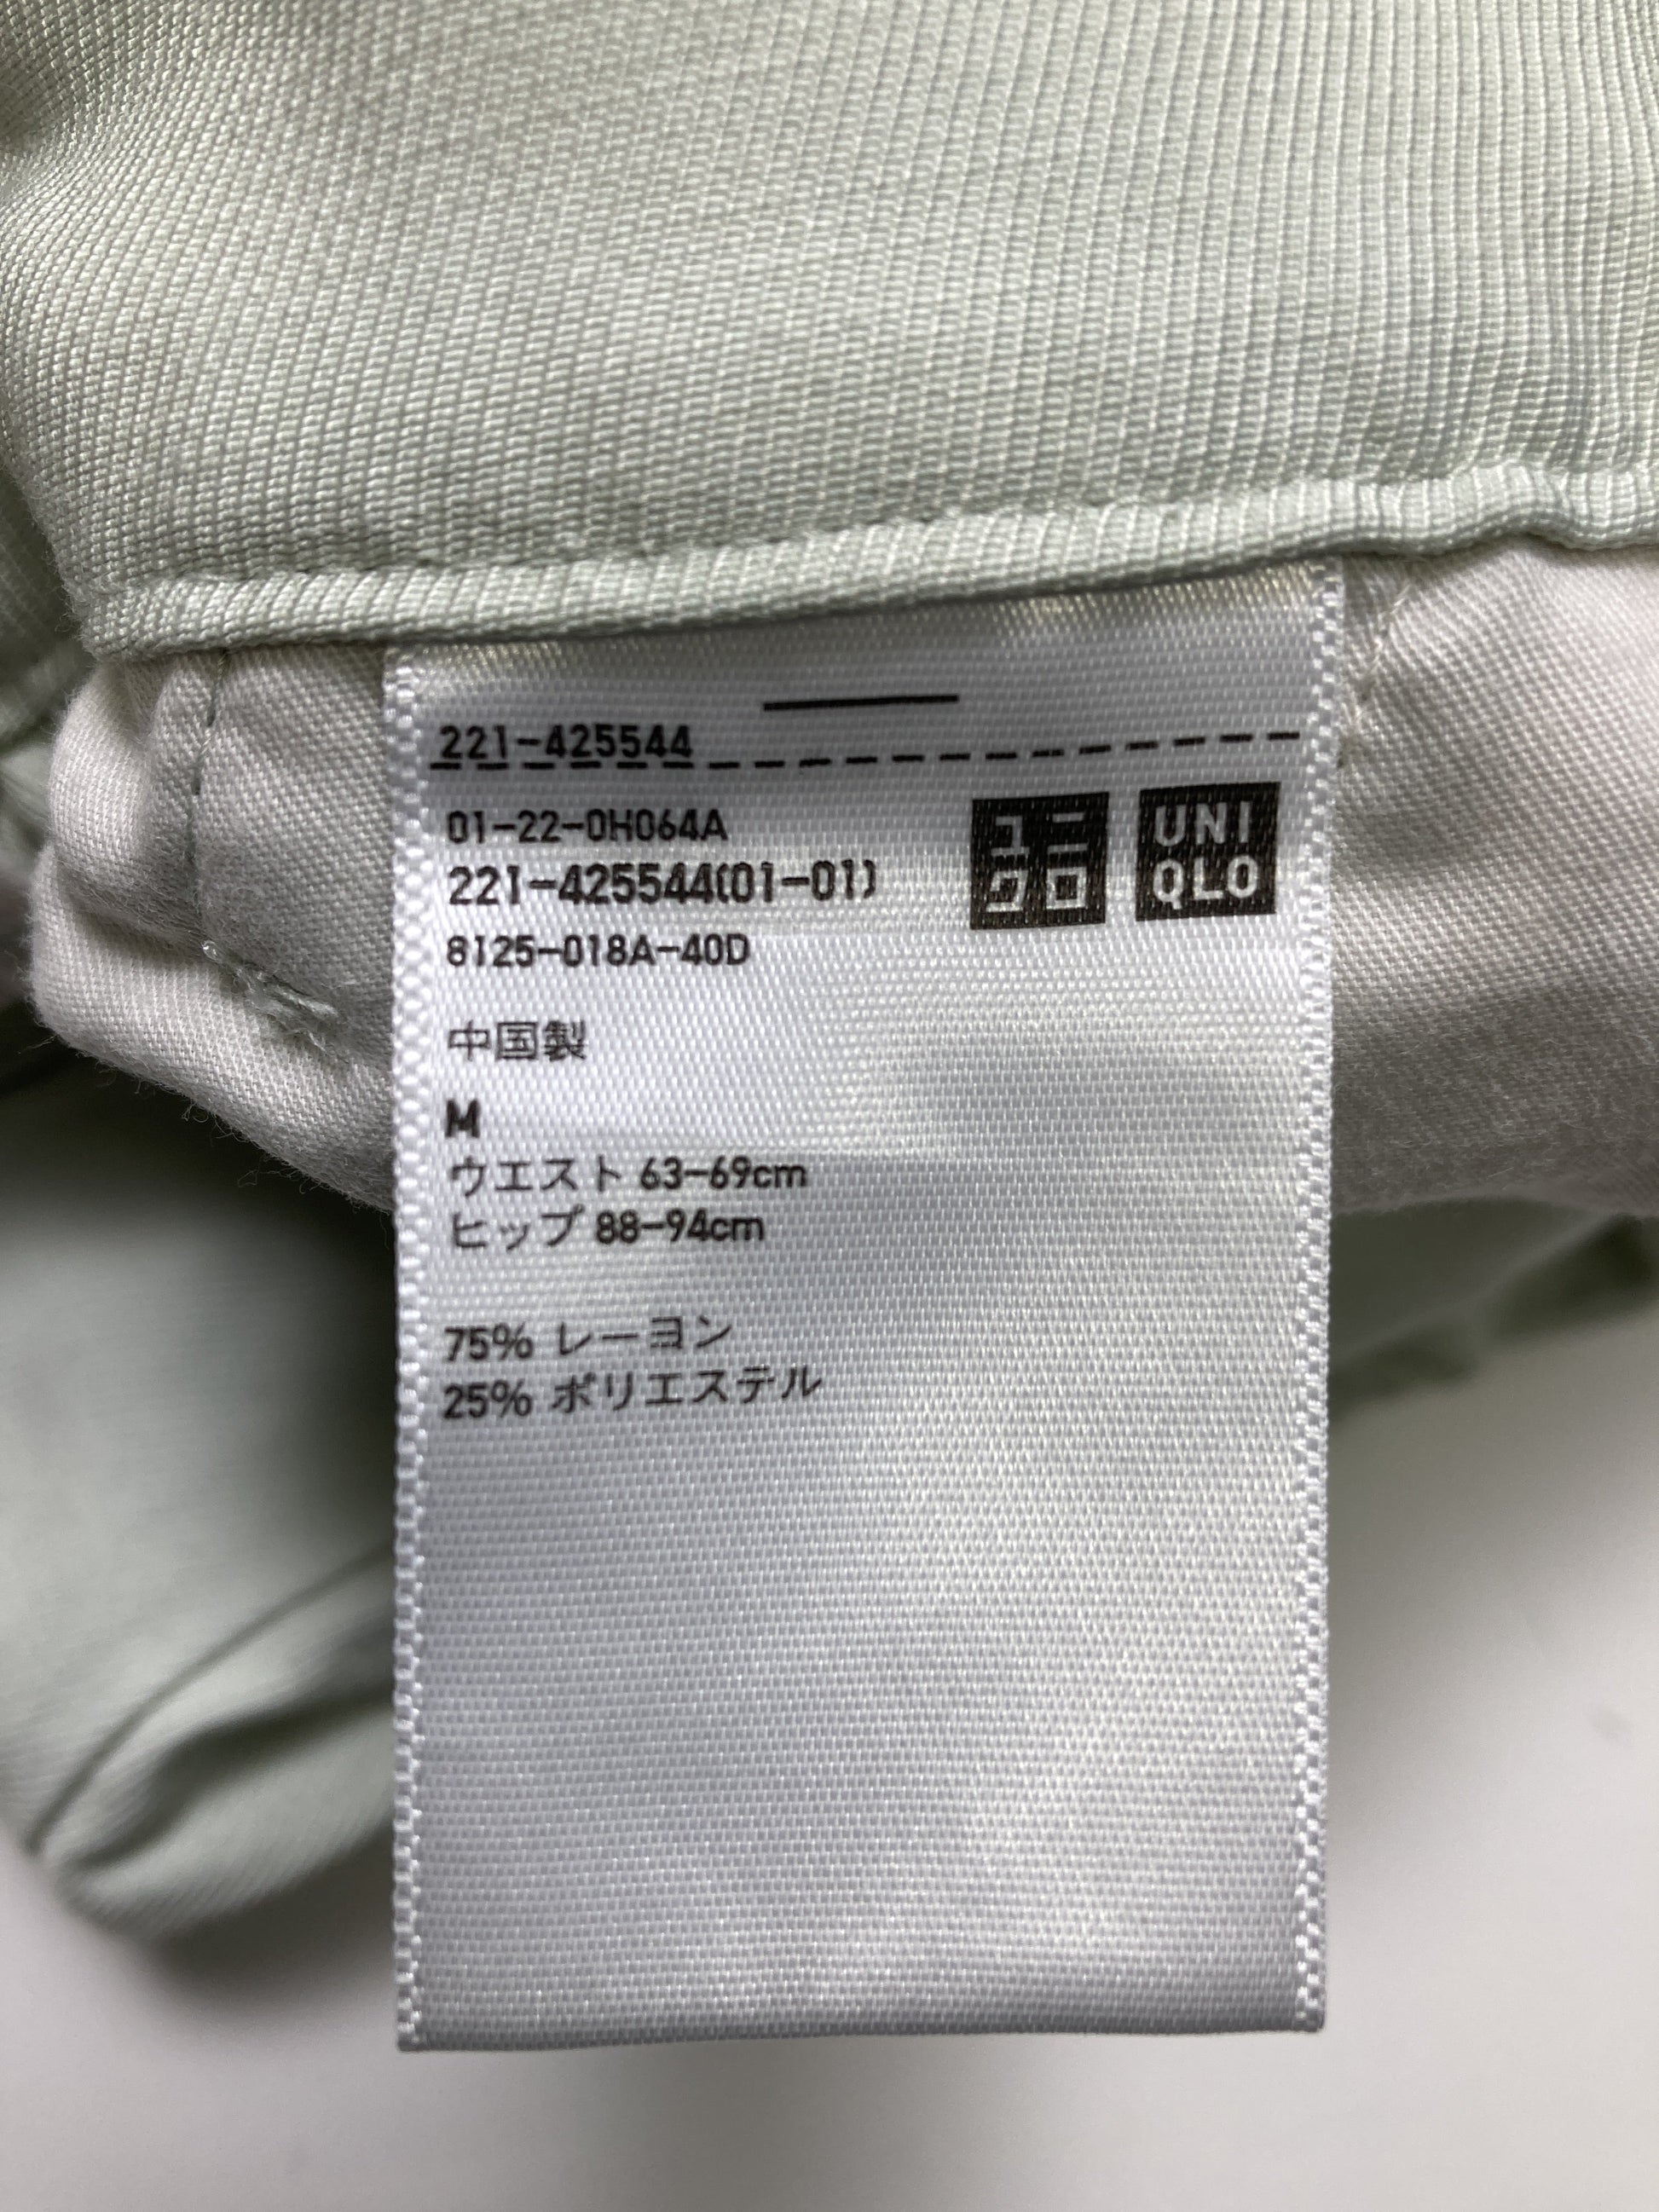 221-425544
01-22-0H064A
221-425544(01-01)
8125-018A-40D
ユニ
クロ
UNI
QLO
中国製
M
ウエスト 63-69cm
ヒップ 88-94cm
75% レーヨン
25% ポリエステル